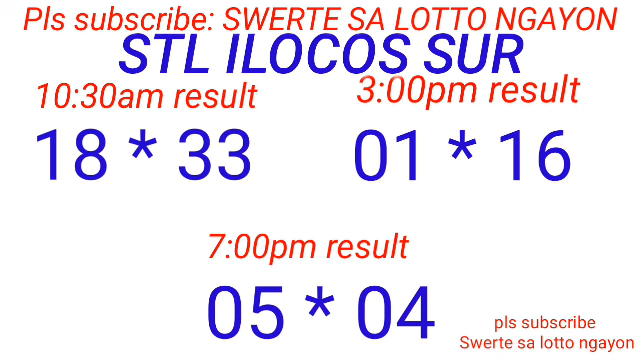 Pls subscribe: SWERTE SA LOTTO NGAYON
STL ILOCOS SUR
10:30am result
18 * 33
3:00pm result
01 * 16
7:00pm result
05 * 04
pls subscribe
Swerte sa lotto ngayon